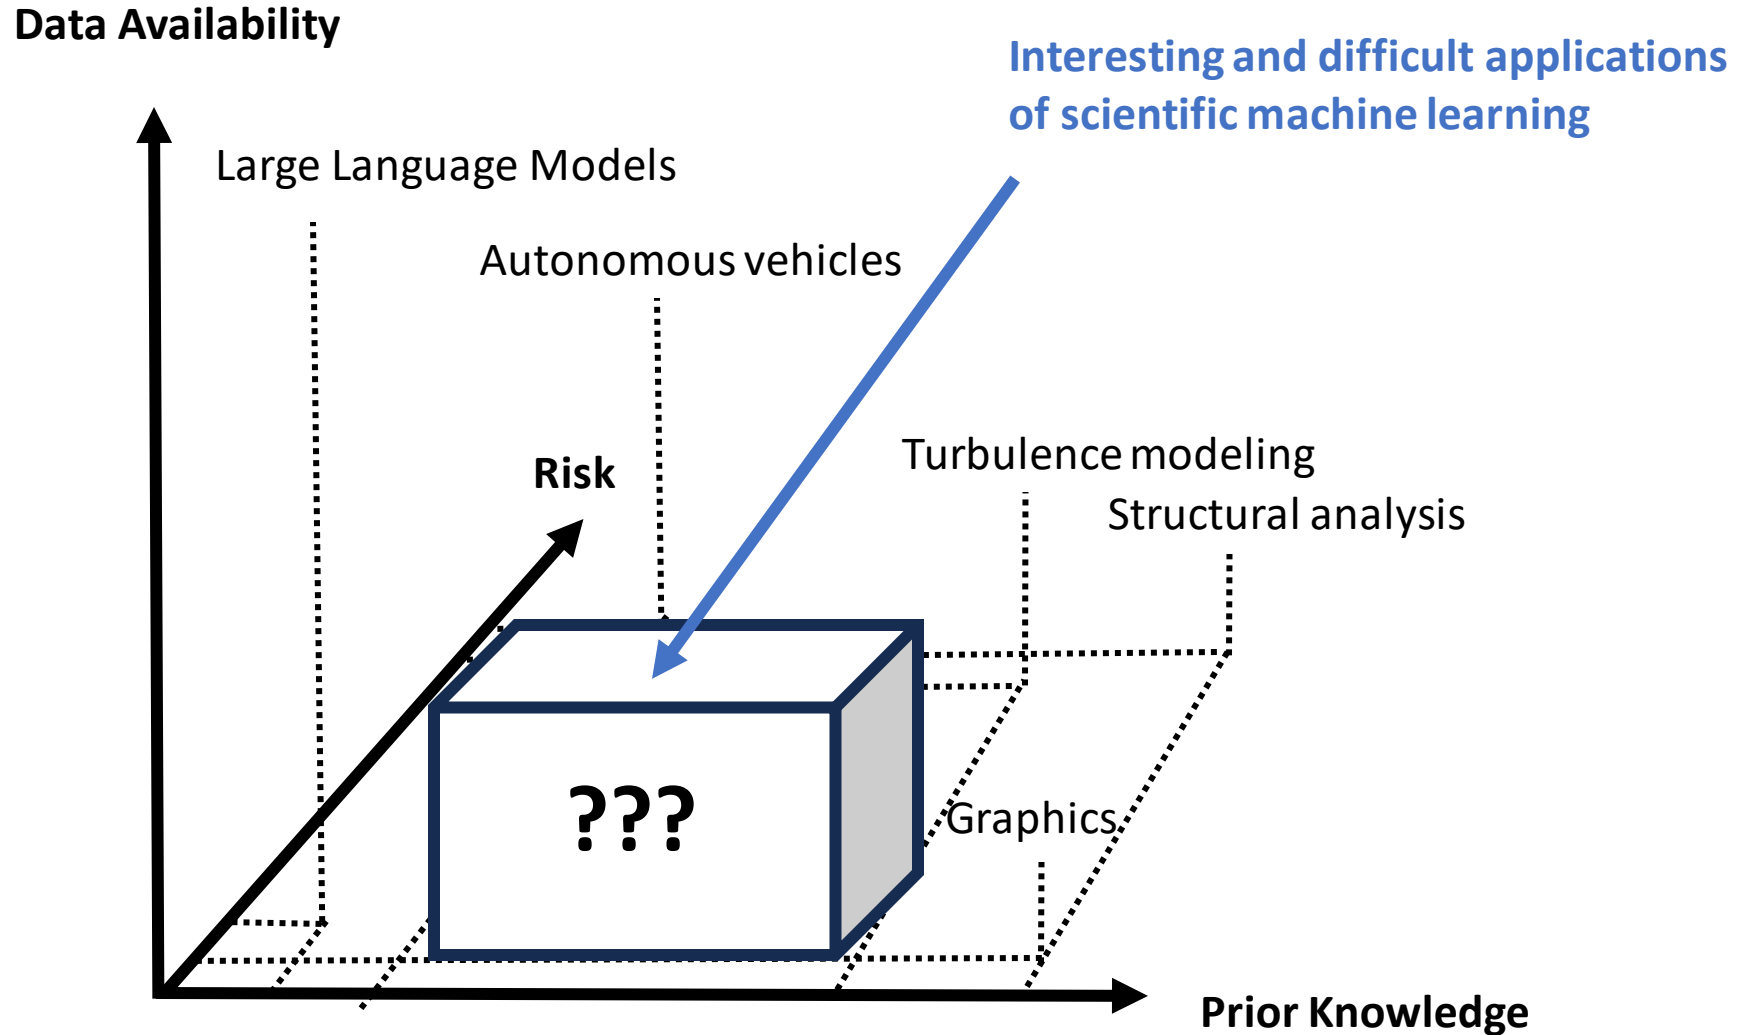 Data Availability
Interesting and difficult applications
of scientific machine learning
Large Language Models
Autonomous vehicles
Risk
Turbulence modeling
Structural analysis
???
Graphics
Prior Knowledge